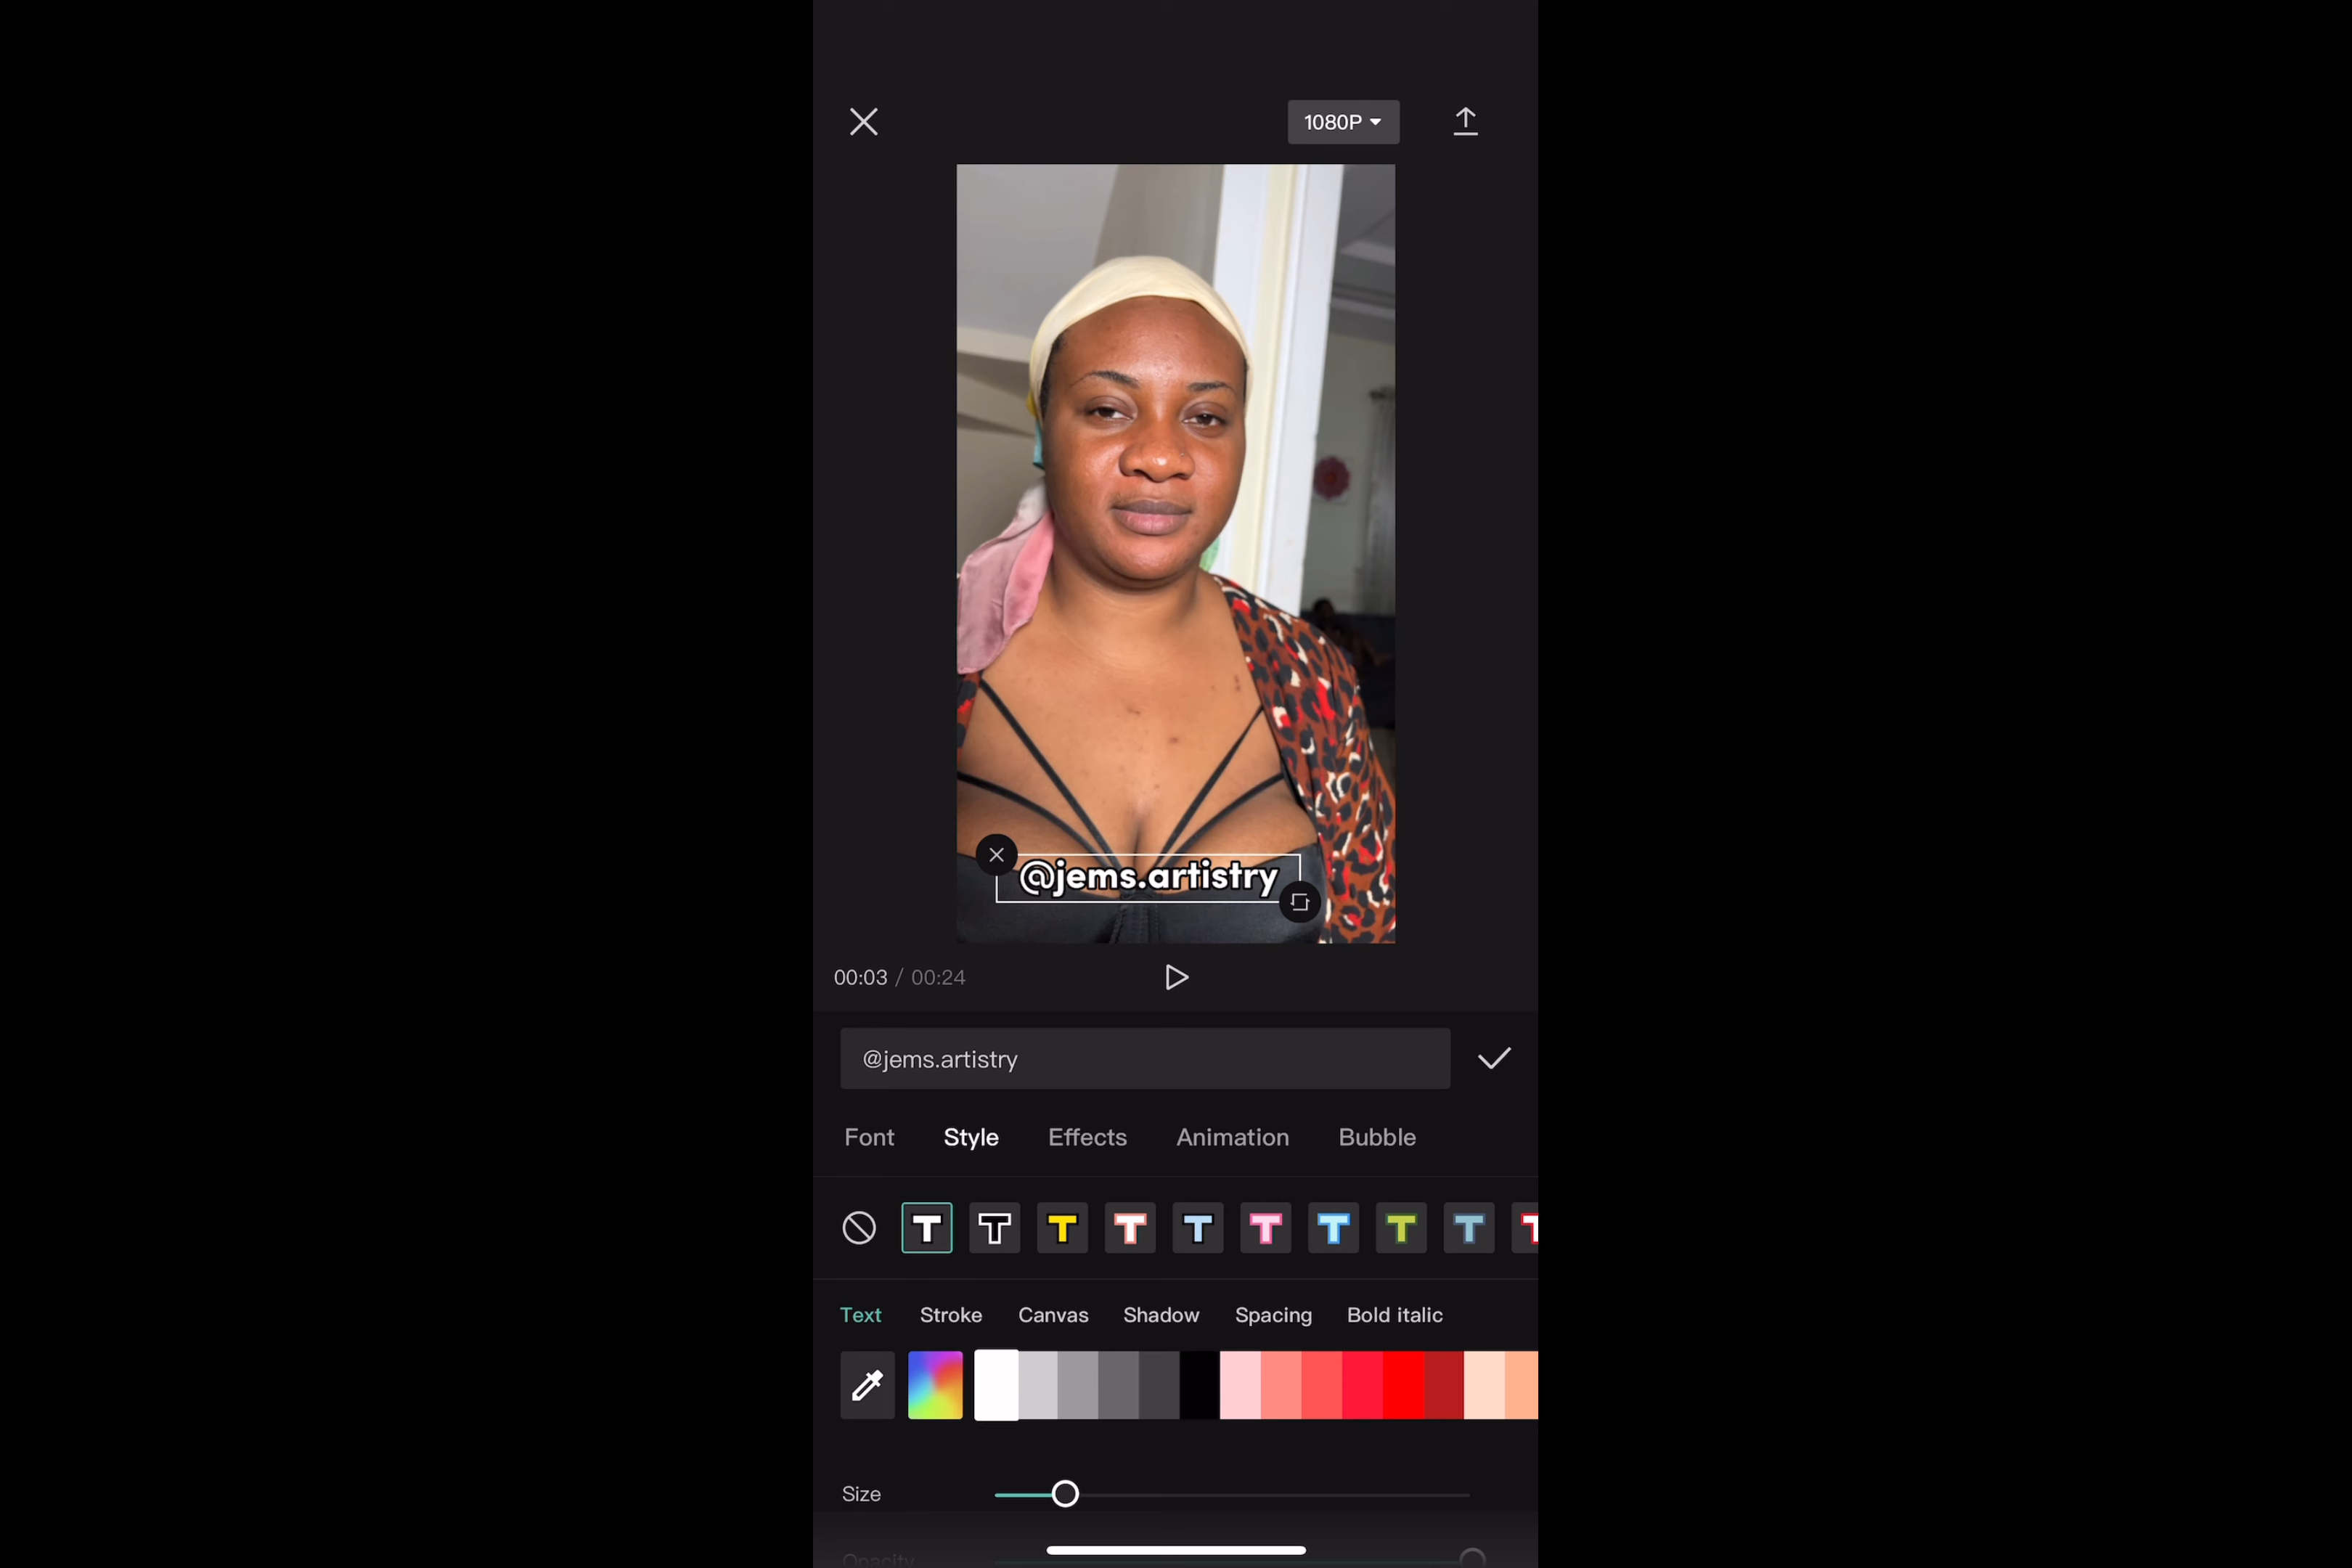 1080P
@jems.artistry
00:03 / 00:24
@jems.artistry
Font Style Effects Animation Bubble
T T T T T T T T T T
Text Stroke Canvas Shadow Spacing Bold italic
Size
Opacity